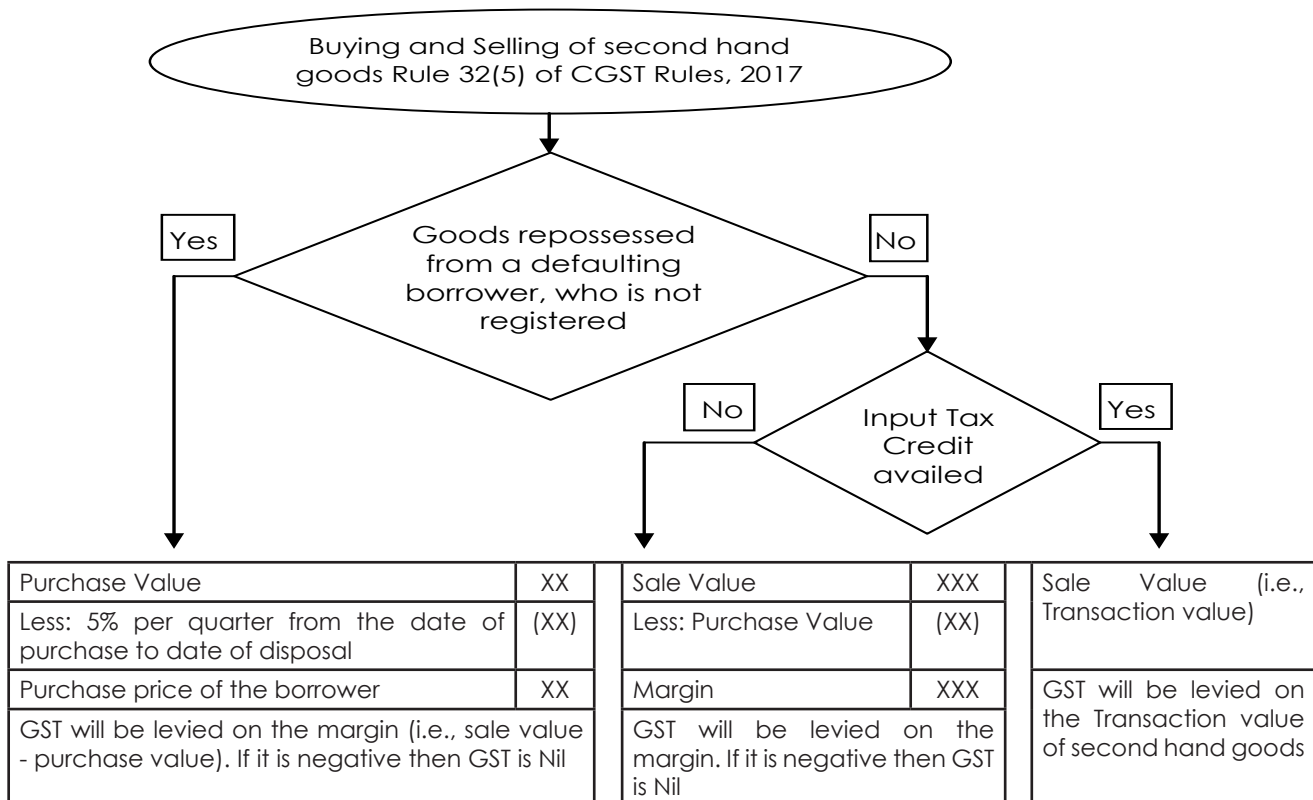 Buying and Selling of second hand
goods Rule 32(5) of CGST Rules, 2017
Yes
Goods repossessed
from a defaulting
borrower, who is not
registered
No
No
Input Tax
Credit
availed
Yes
Purchase Value XX
Less: 5% per quarter from the date of (XX)
purchase to date of disposal
Purchase price of the borrower XX
GST will be levied on the margin (i.e., sale value
- purchase value). If it is negative then GST is Nil
Sale Value XXX
Less: Purchase Value (XX)
Margin XXX
GST will be levied on the
margin. If it is negative then GST
is Nil
Sale Value (i.e.,
Transaction value)
GST will be levied on
the Transaction value
of second hand goods